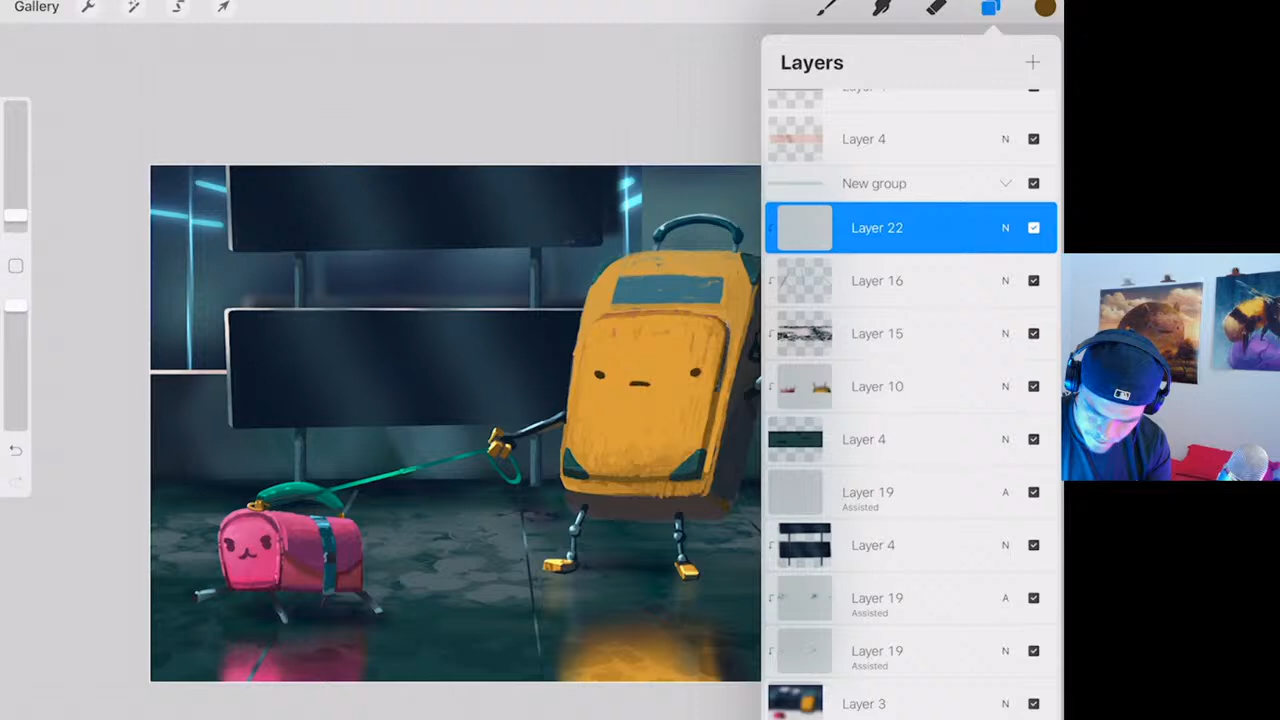 Gallery
Layers
Layer 4 N
New group
Layer 22 N
Layer 16 N
Layer 15 N
Layer 10 N
Layer 4 N
Layer 19 A
Assisted
Layer 4 N
Layer 19 A
Assisted
Layer 19 N
Assisted
Layer 3 N